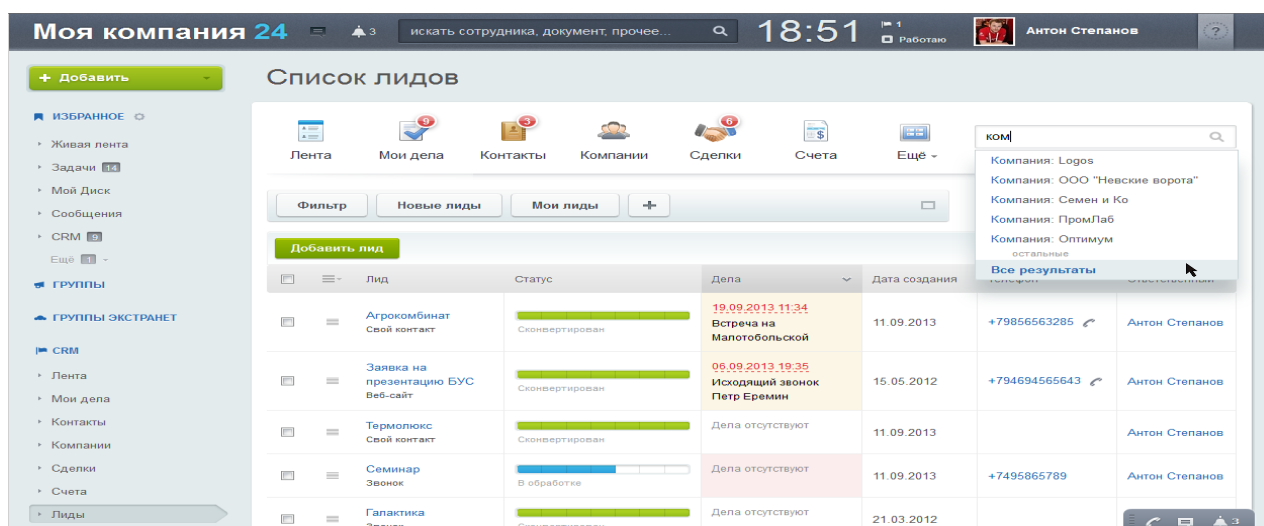 Моя компания 24
3
искать сотрудника, документ, прочее...
18:51
1
Работаю
Антон Степанов
?
+ Добавить
Список лидов
ИЗБРАННОЕ
Живая лента
Задачи 14
Мой Диск
Сообщения
CRM 9
Ещё 1
ГРУППЫ
ГРУППЫ ЭКСТРАНЕТ
CRM
Лента
Мои дела
Контакты
Компании
Сделки
Счета
Лиды
9
3
6
$
Лента Мои дела Контакты Компании Сделки Счета Ещё
ком
Компания: Logos
Компания: ООО "Невские ворота"
Компания: Семен и Ко
Компания: ПромЛаб
Компания: Оптимум
остальные
Все результаты
Фильтр Новые лиды Мои лиды +
Добавить лид
Лид Статус Дела Дата создания Телефон Ответственный
Агрокомбинат
Свой контакт
Сконвертирован
19.09.2013 11:34
Встреча на
Малотобольской
11.09.2013
+79856563285
Антон Степанов
Заявка на
презентацию БУС
Веб-сайт
Сконвертирован
06.09.2013 19:35
Исходящий звонок
Петр Еремин
15.05.2012
+794694565643
Антон Степанов
Термолюкс
Свой контакт
Сконвертирован
Дела отсутствуют
11.09.2013
Антон Степанов
Семинар
Звонок
В обработке
Дела отсутствуют
11.09.2013
+7495865789
Антон Степанов
Галактика
Дела отсутствуют
21.03.2012
3